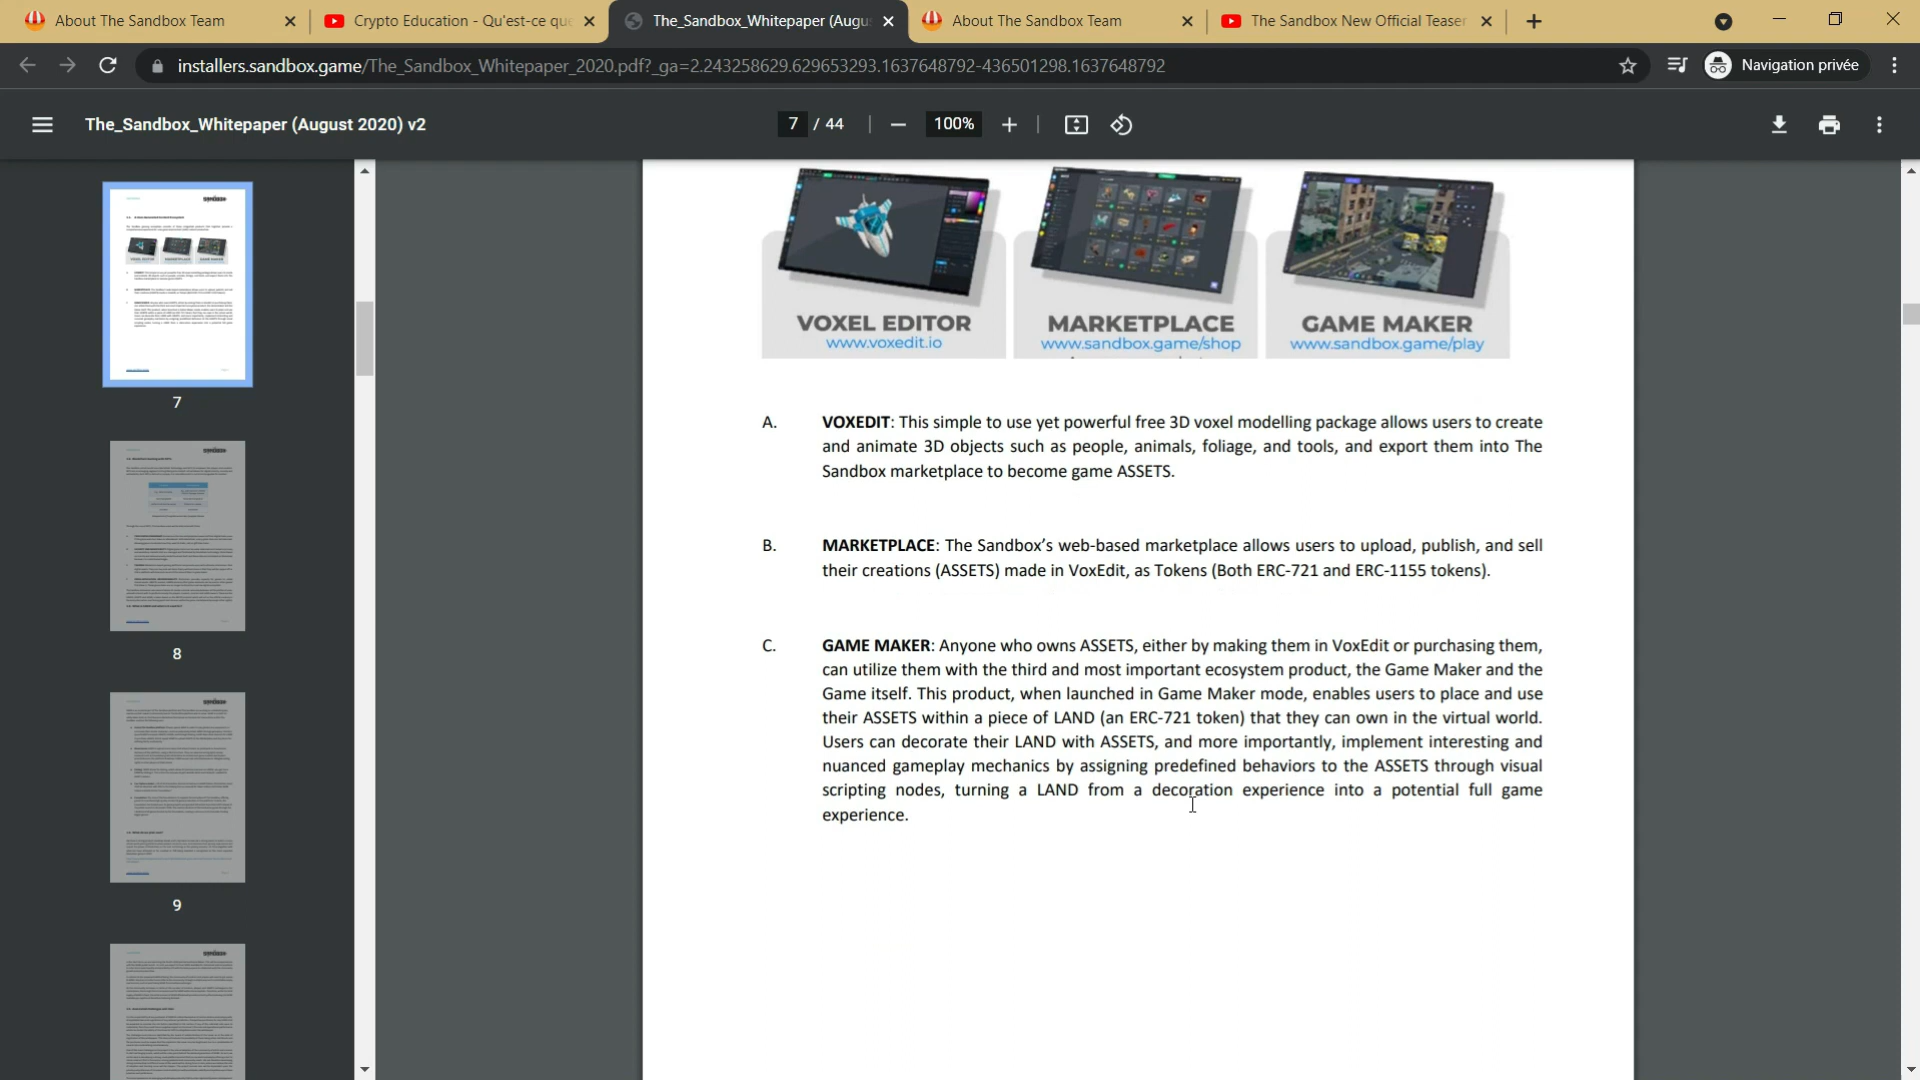 About The Sandbox Team
Crypto Education - Qu'est-ce que
The_Sandbox_Whitepaper (Augu
About The Sandbox Team
The Sandbox New Official Teaser
installers.sandbox.game/The_Sandbox_Whitepaper_2020.pdf?_ga=2.243258629.629653293.1637648792-436501298.1637648792
Navigation privée
The_Sandbox_Whitepaper (August 2020) v2
7 / 44
100%
VOXEL EDITOR
www.voxedit.io
MARKETPLACE
www.sandbox.game/shop
GAME MAKER
www.sandbox.game/play
A. VOXEDIT: This simple to use yet powerful free 3D voxel modelling package allows users to create
and animate 3D objects such as people, animals, foliage, and tools, and export them into The
Sandbox marketplace to become game ASSETS.
B. MARKETPLACE: The Sandbox's web-based marketplace allows users to upload, publish, and sell
their creations (ASSETS) made in VoxEdit, as Tokens (Both ERC-721 and ERC-1155 tokens).
C. GAME MAKER: Anyone who owns ASSETS, either by making them in VoxEdit or purchasing them,
can utilize them with the third and most important ecosystem product, the Game Maker and the
Game itself. This product, when launched in Game Maker mode, enables users to place and use
their ASSETS within a piece of LAND (an ERC-721 token) that they can own in the virtual world.
Users can decorate their LAND with ASSETS, and more importantly, implement interesting and
nuanced gameplay mechanics by assigning predefined behaviors to the ASSETS through visual
scripting nodes, turning a LAND from a decoration experience into a potential full game
experience.
7
8
9